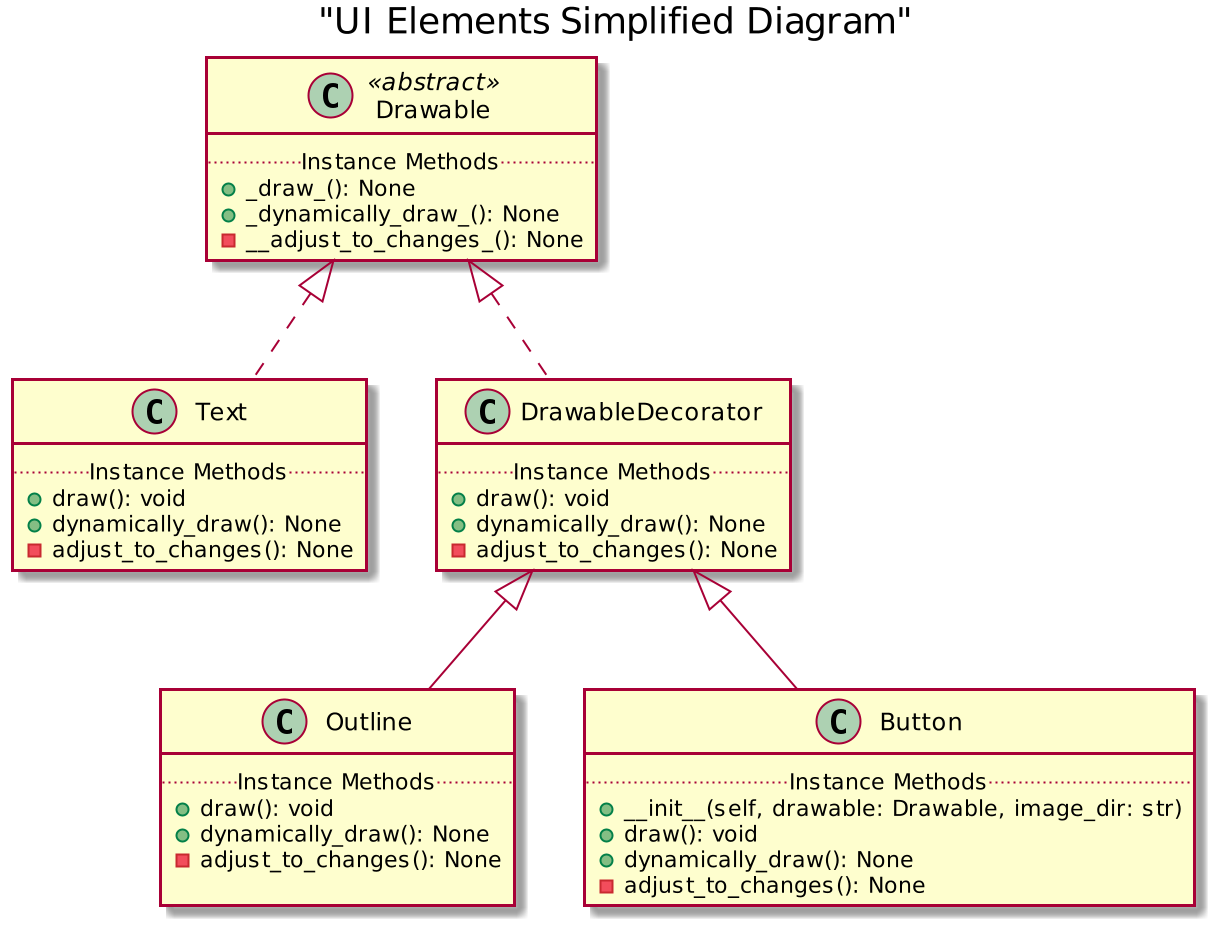 "UI Elements Simplified Diagram"
C
«abstract»
Drawable
Instance Methods
_draw_(): None
_dynamically_draw_(): None
__adjust_to_changes_(): None
C Text
Instance Methods
draw(): void
dynamically_draw(): None
adjust_to_changes(): None
C DrawableDecorator
Instance Methods
draw(): void
dynamically_draw(): None
adjust_to_changes(): None
C Outline
Instance Methods
draw(): void
dynamically_draw(): None
adjust_to_changes(): None
C Button
Instance Methods
__init__(self, drawable: Drawable, image_dir: str)
draw(): void
dynamically_draw(): None
adjust_to_changes(): None